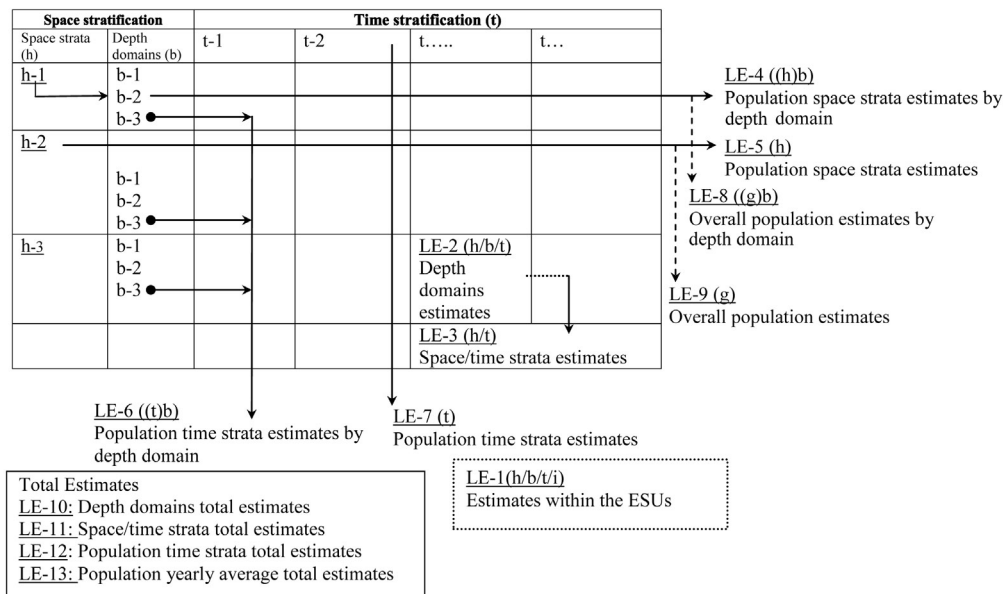 Space stratification
Time stratification (t)
Space strata
(h)
Depth
domains (b)
t-1
t-2
t…..
t…
h-1
b-1
b-2
b-3
h-2
b-1
b-2
b-3
h-3
b-1
b-2
b-3
LE-2 (h/b/t)
Depth
domains
estimates
LE-3 (h/t)
Space/time strata estimates
LE-4 ((h)b)
Population space strata estimates by
depth domain
LE-5 (h)
Population space strata estimates
LE-8 ((g)b)
Overall population estimates by
depth domain
LE-9 (g)
Overall population estimates
LE-6 ((t)b)
Population time strata estimates by
depth domain
LE-7 (t)
Population time strata estimates
LE-1(h/b/t/i)
Estimates within the ESUs
Total Estimates
LE-10: Depth domains total estimates
LE-11: Space/time strata total estimates
LE-12: Population time strata total estimates
LE-13: Population yearly average total estimates